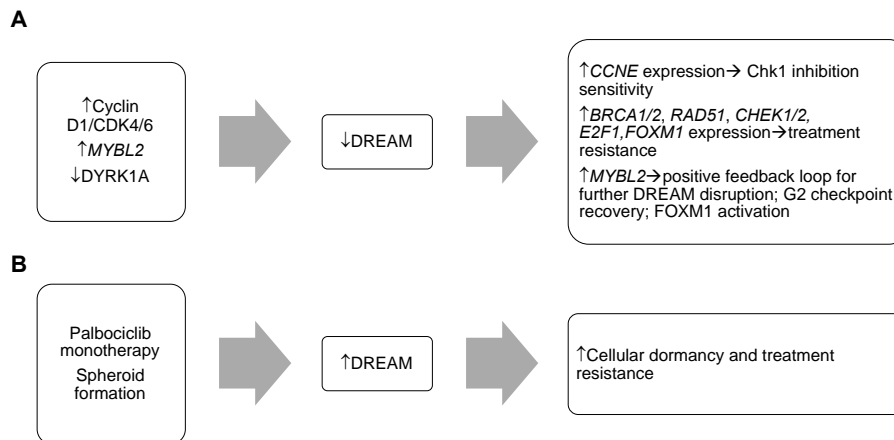 A
↑Cyclin
D1/CDK4/6
↑MYBL2
↓DYRK1A
↓DREAM
↑CCNE expression→ Chk1 inhibition
sensitivity
↑BRCA1/2, RAD51, CHEK1/2,
E2F1,FOXM1 expression→treatment
resistance
↑MYBL2→positive feedback loop for
further DREAM disruption; G2 checkpoint
recovery; FOXM1 activation
B
Palbociclib
monotherapy
Spheroid
formation
↑DREAM
↑Cellular dormancy and treatment
resistance